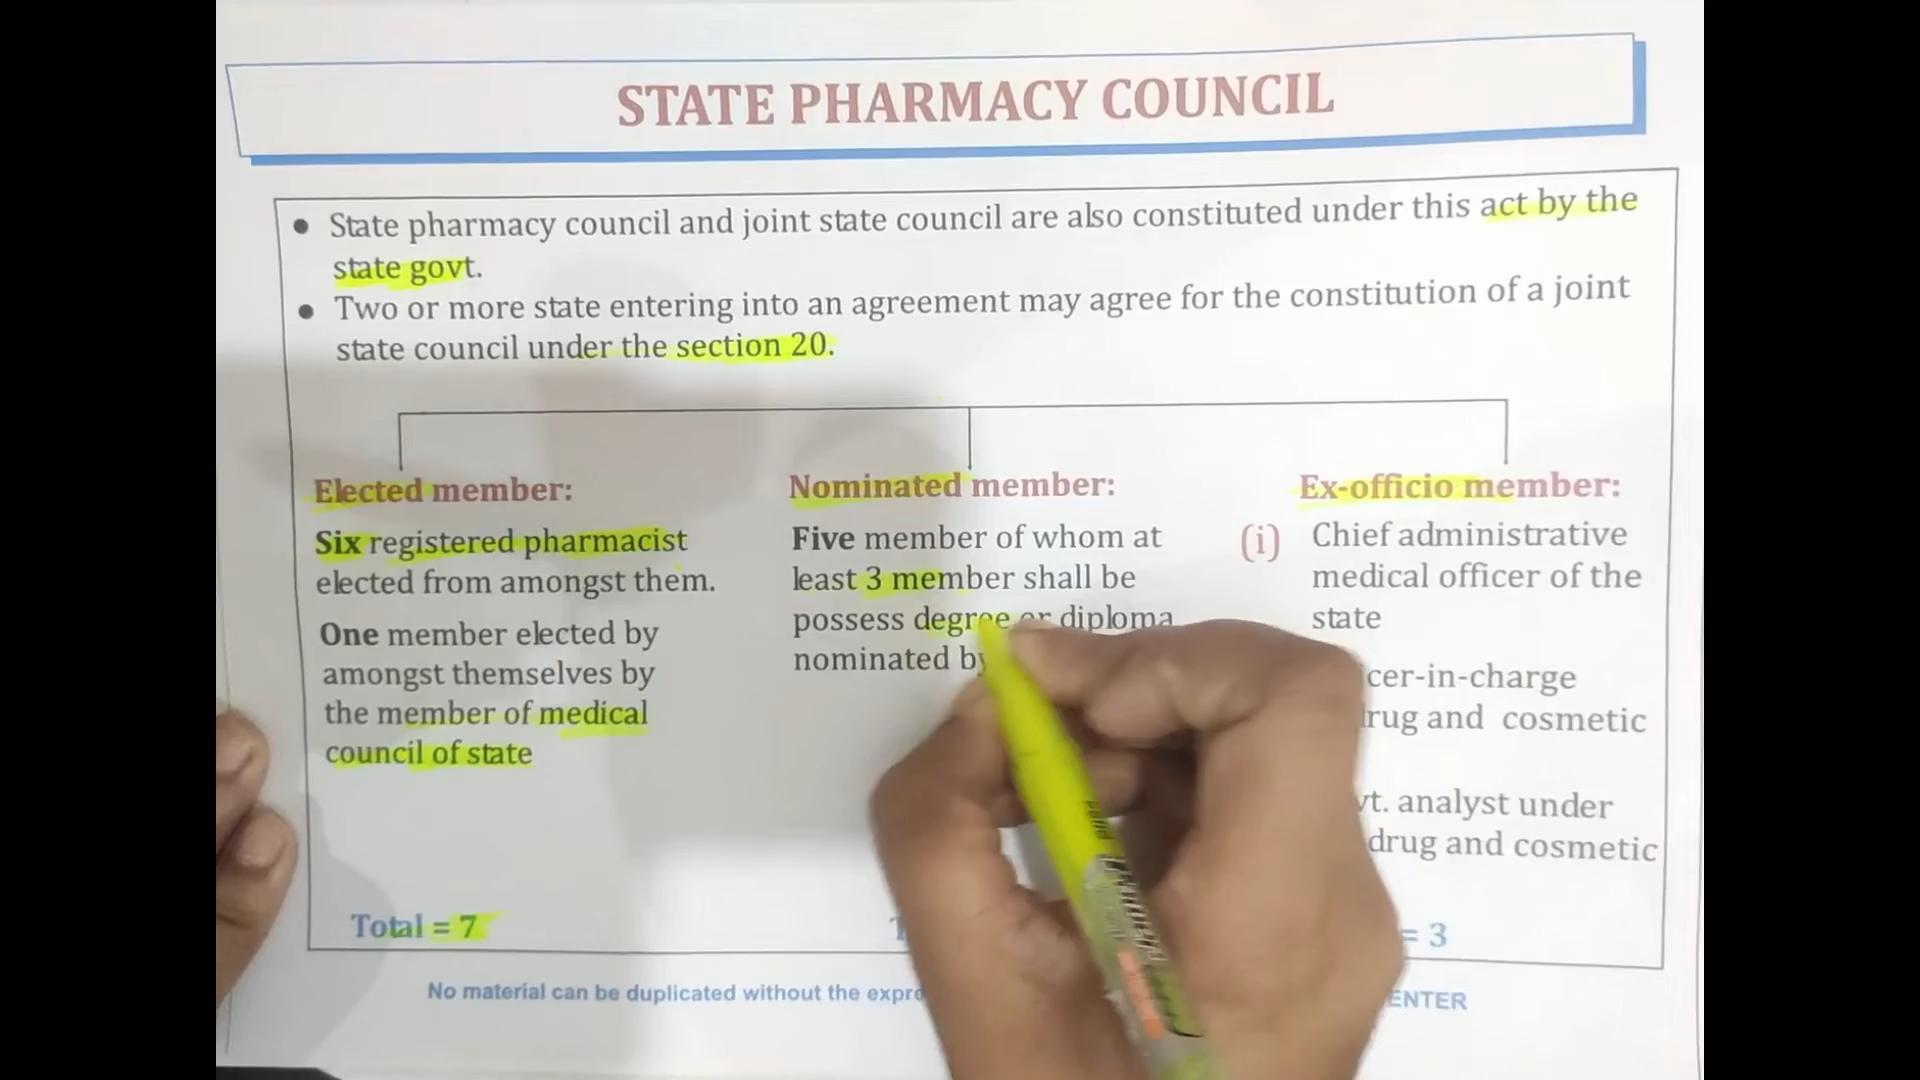 STATE PHARMACY COUNCIL
● State pharmacy council and joint state council are also constituted under this act by the
state govt.
● Two or more state entering into an agreement may agree for the constitution of a joint
state council under the section 20.
Elected member:
Six registered pharmacist
elected from amongst them.
One member elected by
amongst themselves by
the member of medical
council of state
Total = 7
Nominated member:
Five member of whom at
least 3 member shall be
possess degree or diploma
nominated by
Ex-officio member:
(i) Chief administrative
medical officer of the
state
cer-in-charge
rug and cosmetic
vt. analyst under
drug and cosmetic
= 3
No material can be duplicated without the expre
ENTER